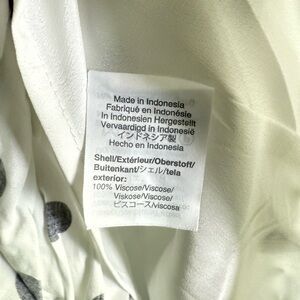 Made in Indonesia
Fabriqué en Indonésie
In Indonesien Hergestellt
Vervaardigd in Indonesië
インドネシア製
Hecho en Indonesia
Shell/Extérieur/Oberstoff/
Buitenkant/シェル/tela
exterior:
100% Viscose/Viscose/
Viskose/Viscose/
ビスコース/viscosa